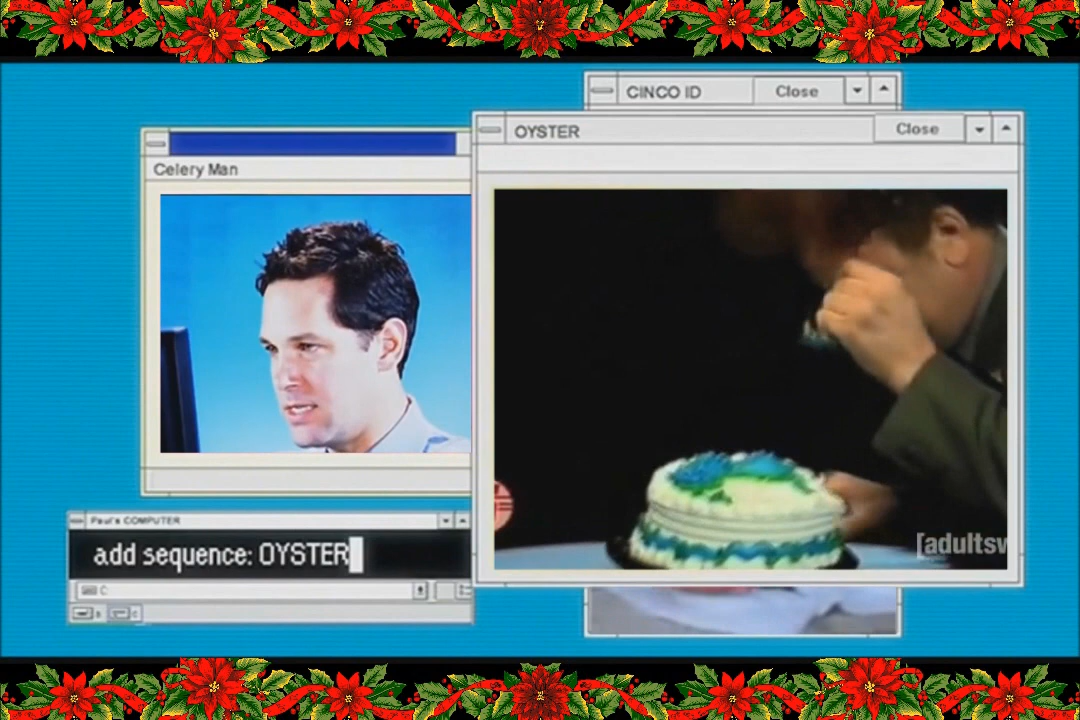 CINCO ID
Close
OYSTER
Close
Celery Man
Paul's COMPUTER
add sequence: OYSTER
C
[adultsw